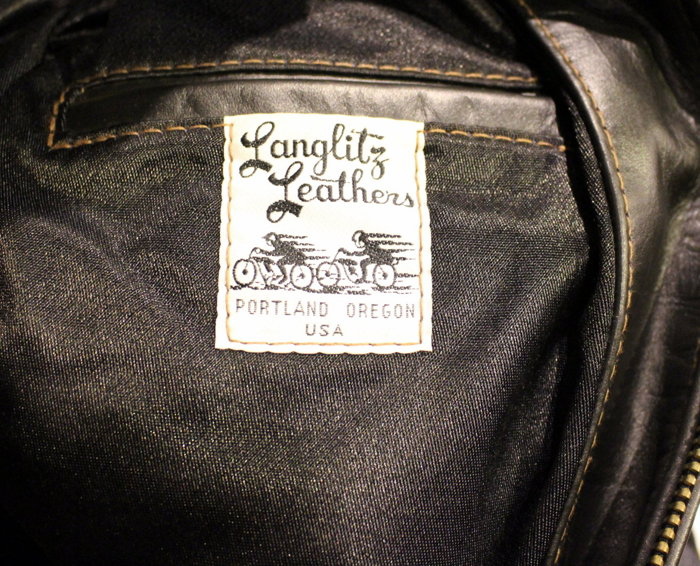 Langlitz
Leathers
PORTLAND OREGON
USA